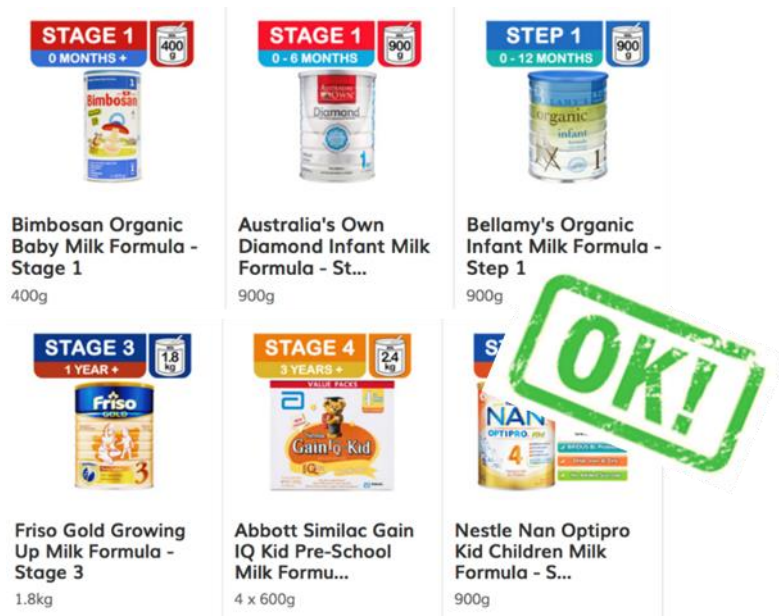 STAGE 1
0 MONTHS +
400
g
STAGE 1
0 - 6 MONTHS
900
g
STEP 1
0 - 12 MONTHS
900
g
Bimbosan
Diamond
1
BELLAMY'S
organic
infant
1
Bimbosan Organic
Baby Milk Formula -
Stage 1
400g
Australia's Own
Diamond Infant Milk
Formula - St...
900g
Bellamy's Organic
Infant Milk Formula -
Step 1
900g
STAGE 3
1 YEAR +
1.8
kg
STAGE 4
3 YEARS +
2.4
kg
VALUE PACKS
OK!
Friso
GOLD
3
Gain IQ Kid
IQ
NAN
OPTIPRO
4
Friso Gold Growing
Up Milk Formula -
Stage 3
1.8kg
Abbott Similac Gain
IQ Kid Pre-School
Milk Formu...
4 x 600g
Nestle Nan Optipro
Kid Children Milk
Formula - S...
900g